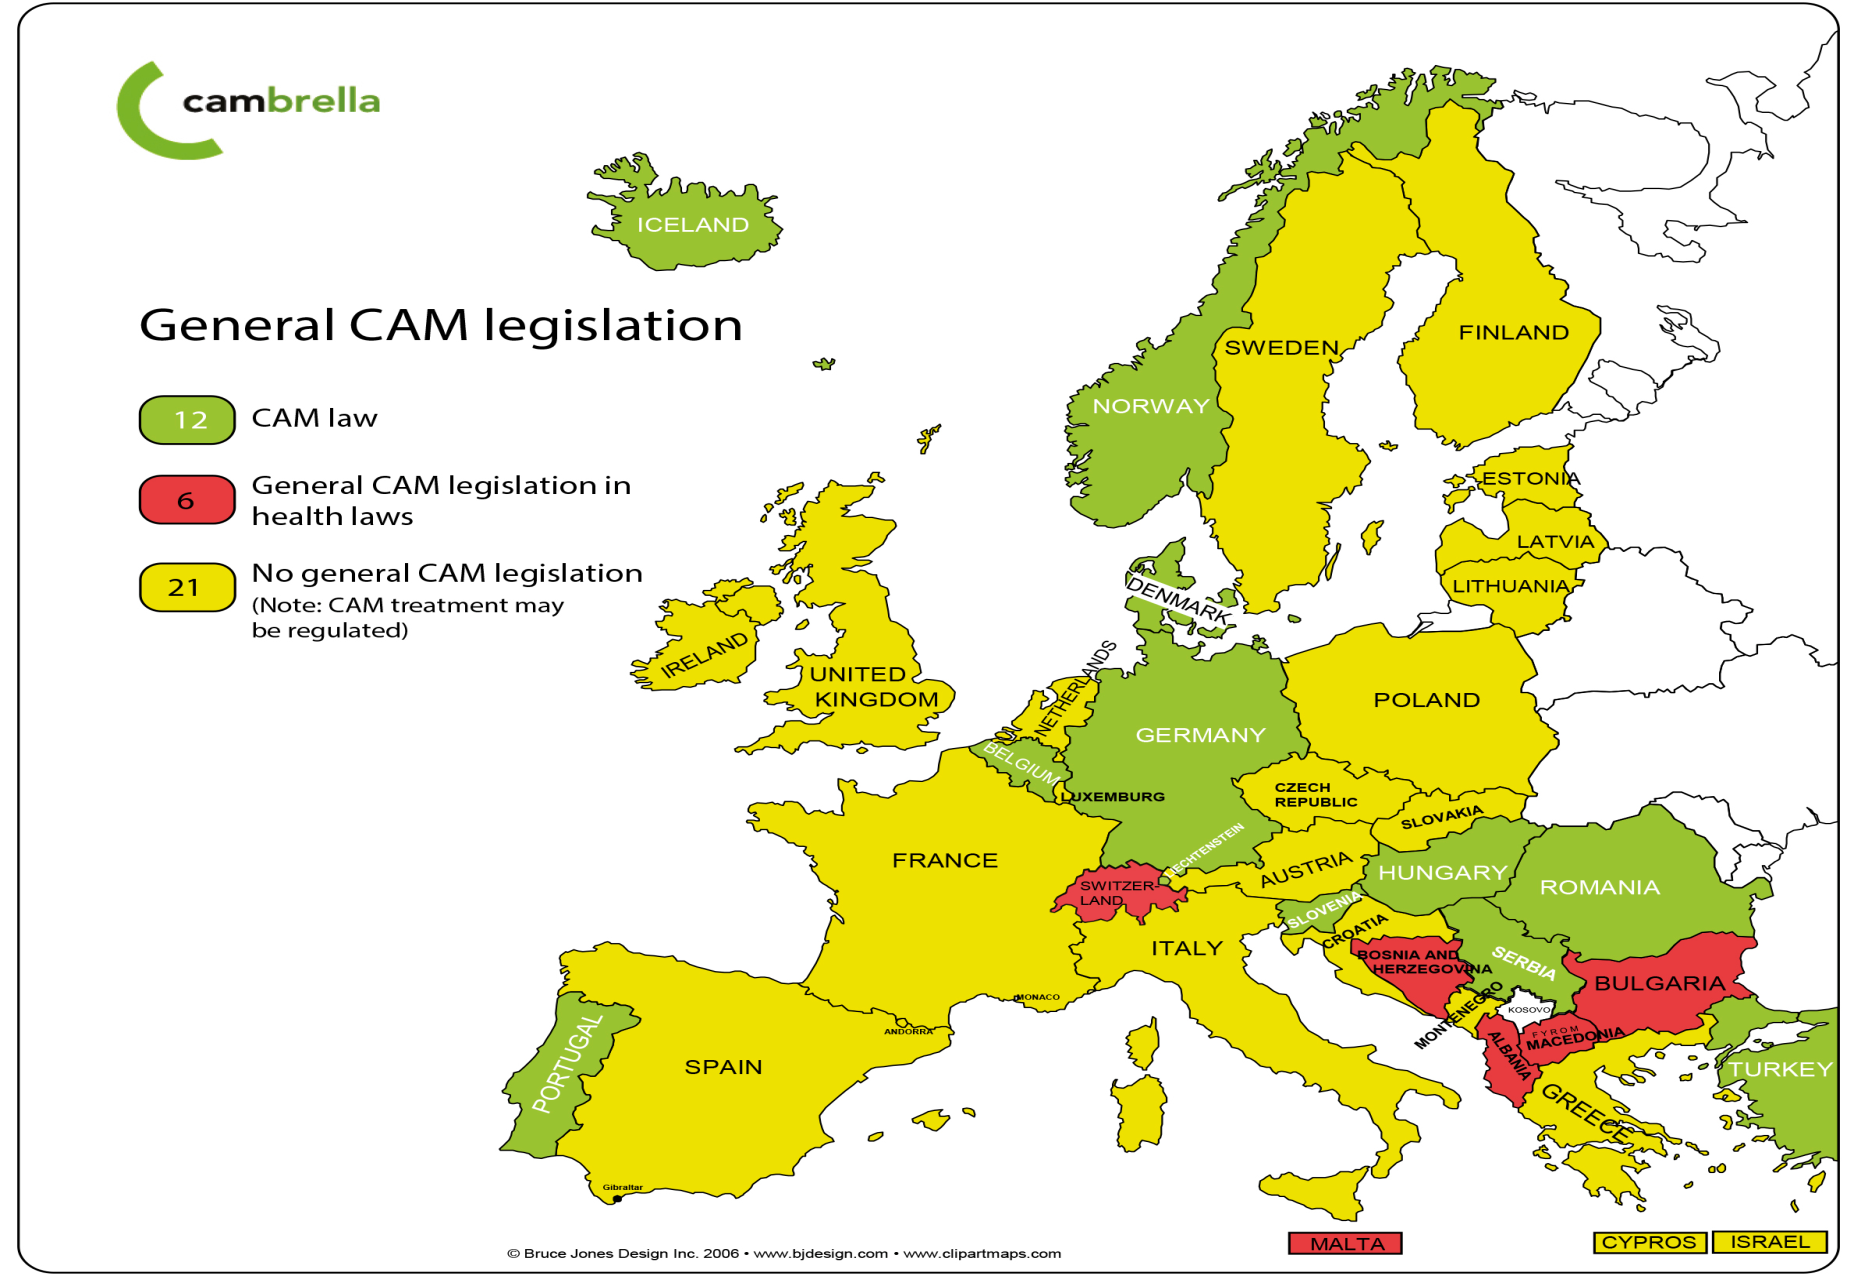 cambrella
ICELAND
General CAM legislation
12 CAM law
6 General CAM legislation in
health laws
21 No general CAM legislation
(Note: CAM treatment may
be regulated)
NORWAY
SWEDEN
FINLAND
ESTONIA
LATVIA
LITHUANIA
DENMARK
IRELAND
UNITED
KINGDOM
NETHERLANDS
BELGIUM
LUXEMBURG
GERMANY
POLAND
CZECH
REPUBLIC
SLOVAKIA
FRANCE
LIECHTENSTEIN
SWITZER-
LAND
AUSTRIA
HUNGARY
ROMANIA
SLOVENIA
CROATIA
ITALY
BOSNIA AND
HERZEGOVINA
SERBIA
BULGARIA
MONTENEGRO
KOSOVO
FYROM
MACEDONIA
ALBANIA
GREECE
TURKEY
MONACO
ANDORRA
SPAIN
PORTUGAL
Gibraltar
MALTA
CYPROS
ISRAEL
© Bruce Jones Design Inc. 2006 • www.bjdesign.com • www.clipartmaps.com